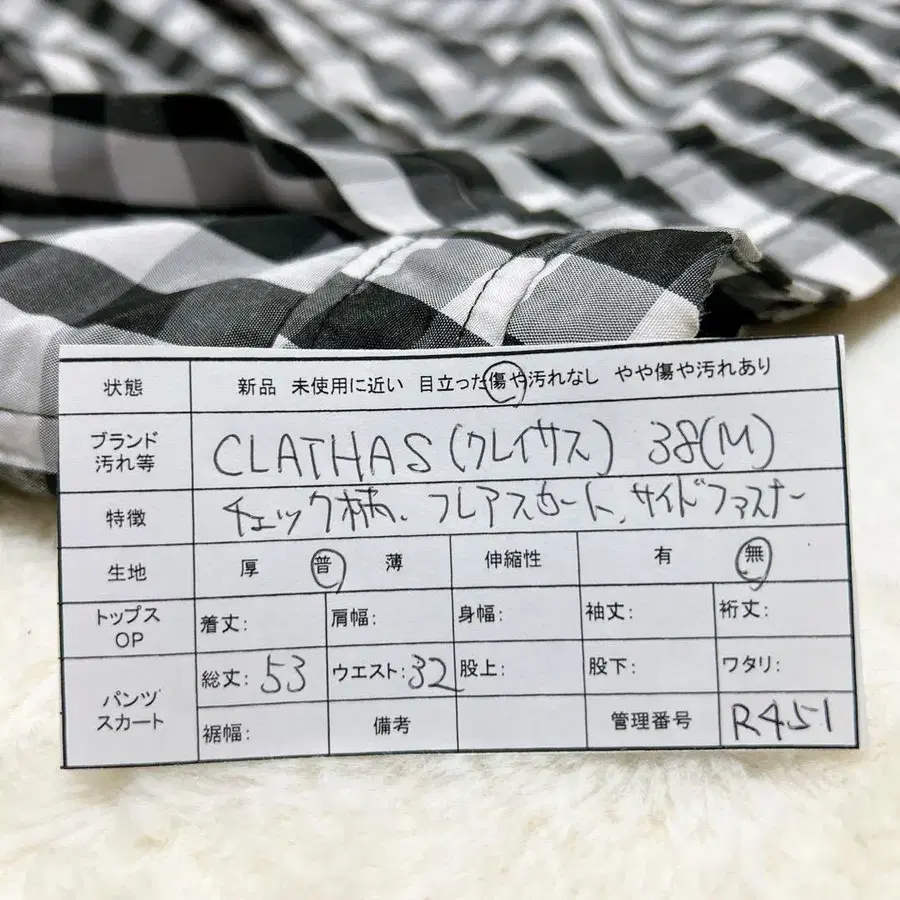 状態 新品 未使用に近い 目立った傷や汚れなし やや傷や汚れあり
ブランド 汚れ等 CLATHAS(クレイサス) 38(M)
特徴 チェック柄、フレアスカート、サイドファスナー
生地 厚 普 薄 伸縮性 有 無
トップス OP 着丈: 肩幅: 身幅: 袖丈: 裄丈:
パンツ スカート 総丈: 53 ウエスト: 32 股上: 股下: ワタリ:
裾幅: 備考 管理番号 R451